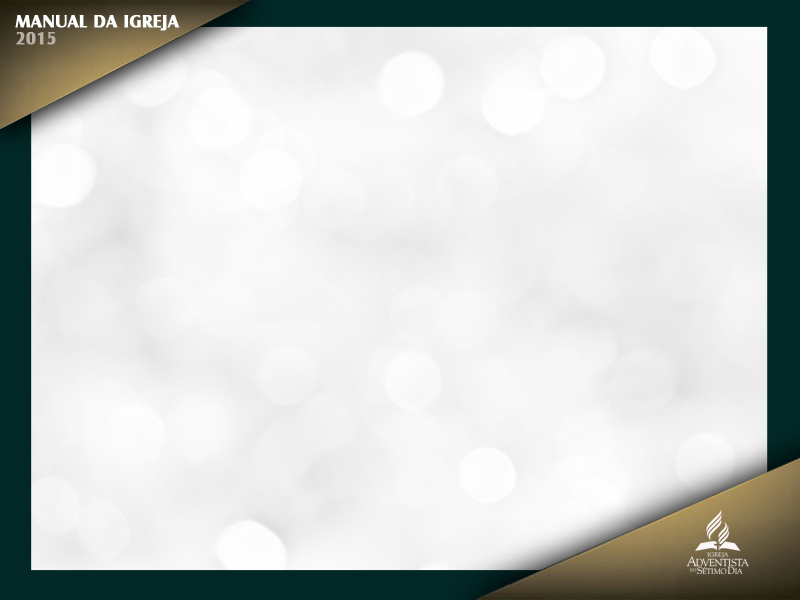 MANUAL DA IGREJA
2015
IGREJA
ADVENTISTA
DO SÉTIMO DIA